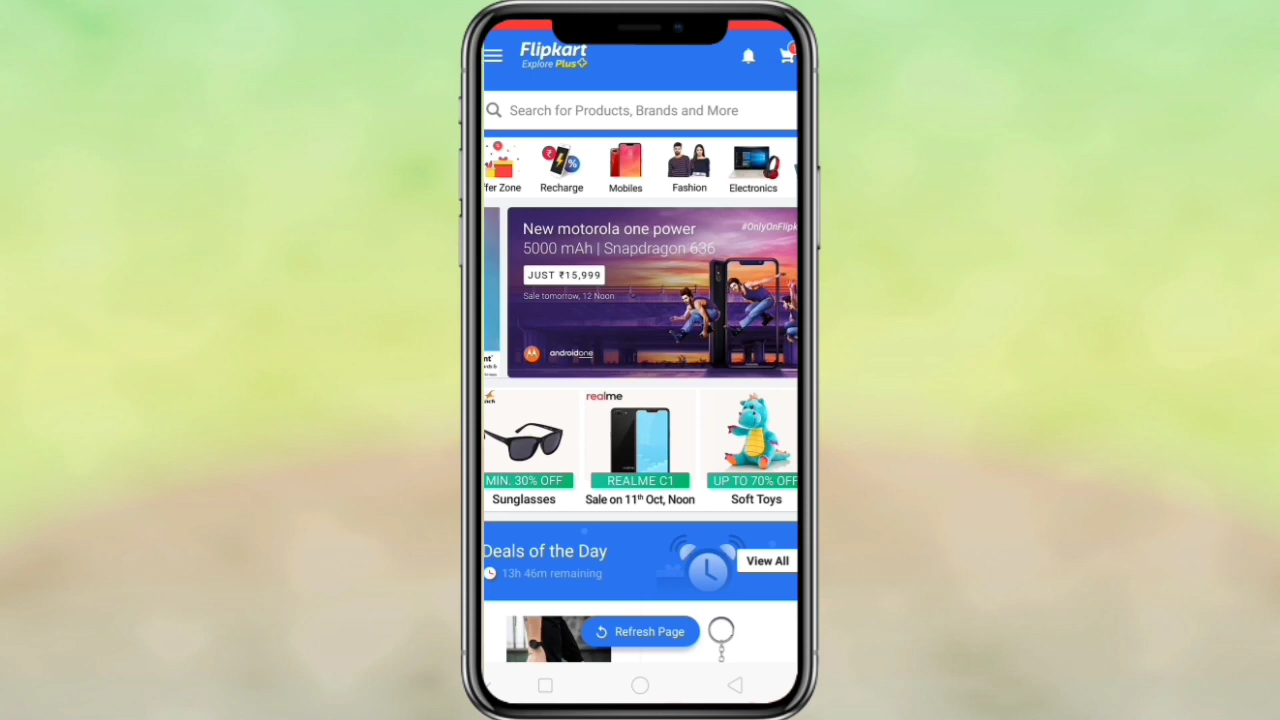 Flipkart
Explore Plus
Search for Products, Brands and More
fer Zone
Recharge
Mobiles
Fashion
Electronics
New motorola one power
#OnlyOnFlipk
5000 mAh | Snapdragon 636
JUST ₹15,999
Sale tomorrow, 12 Noon
androidone
realme
MIN. 30% OFF
REALME C1
UP TO 70% OFF
Sunglasses
Sale on 11th Oct, Noon
Soft Toys
Deals of the Day
View All
13h 46m remaining
Refresh Page